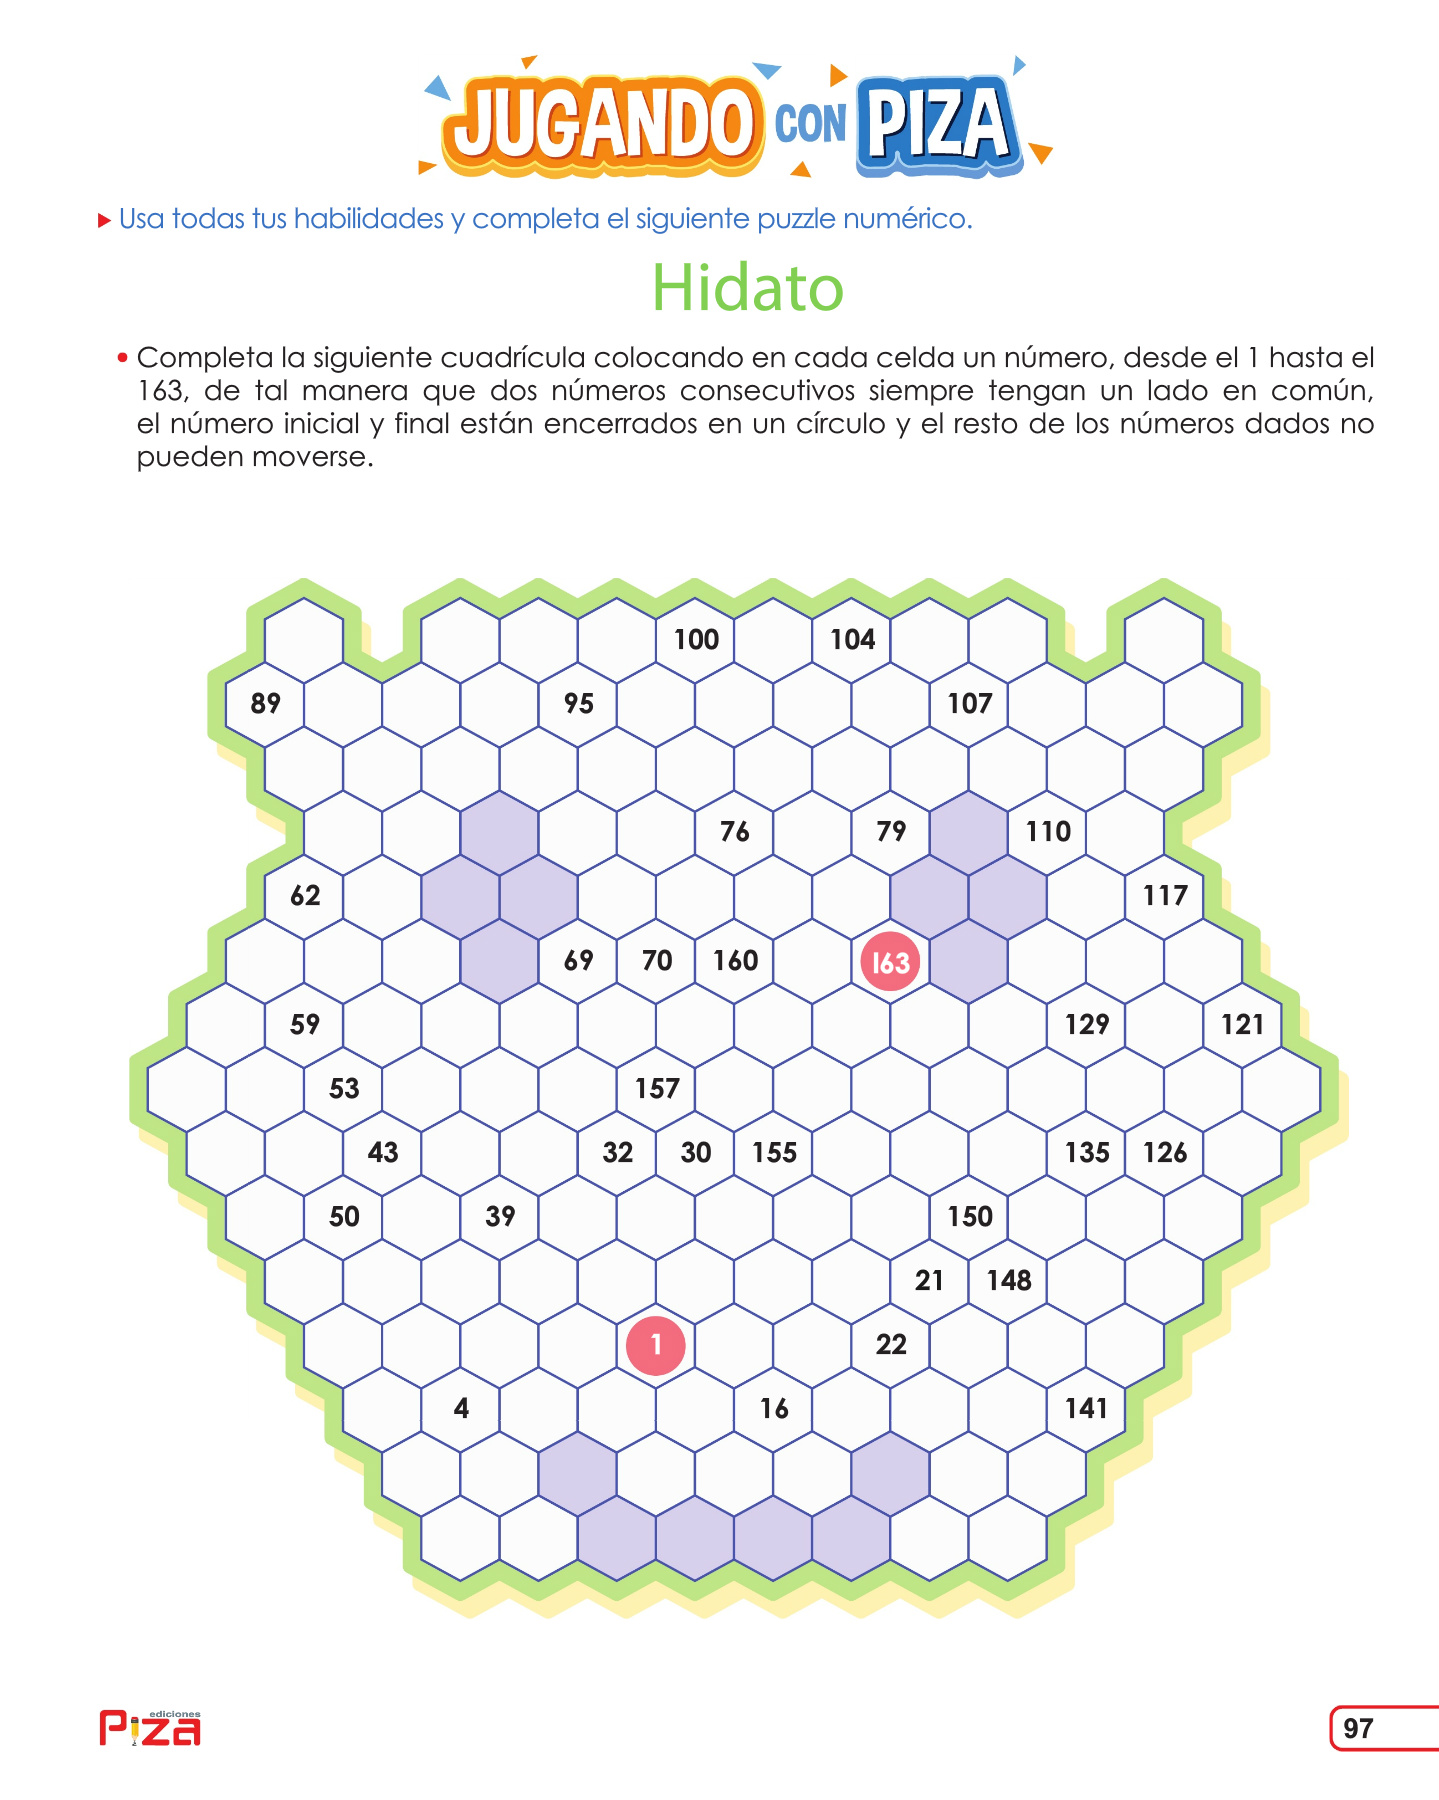 JUGANDO CON PIZA
Usa todas tus habilidades y completa el siguiente puzzle numérico.
Hidato
• Completa la siguiente cuadrícula colocando en cada celda un número, desde el 1 hasta el
163, de tal manera que dos números consecutivos siempre tengan un lado en común,
el número inicial y final están encerrados en un círculo y el resto de los números dados no
pueden moverse.
100 104
89 95 107
76 79 110
62 117
69 70 160 163
59 129 121
53 157
43 32 30 155 135 126
50 39 150
21 148
1 22
4 16 141
ediciones
Piza
97